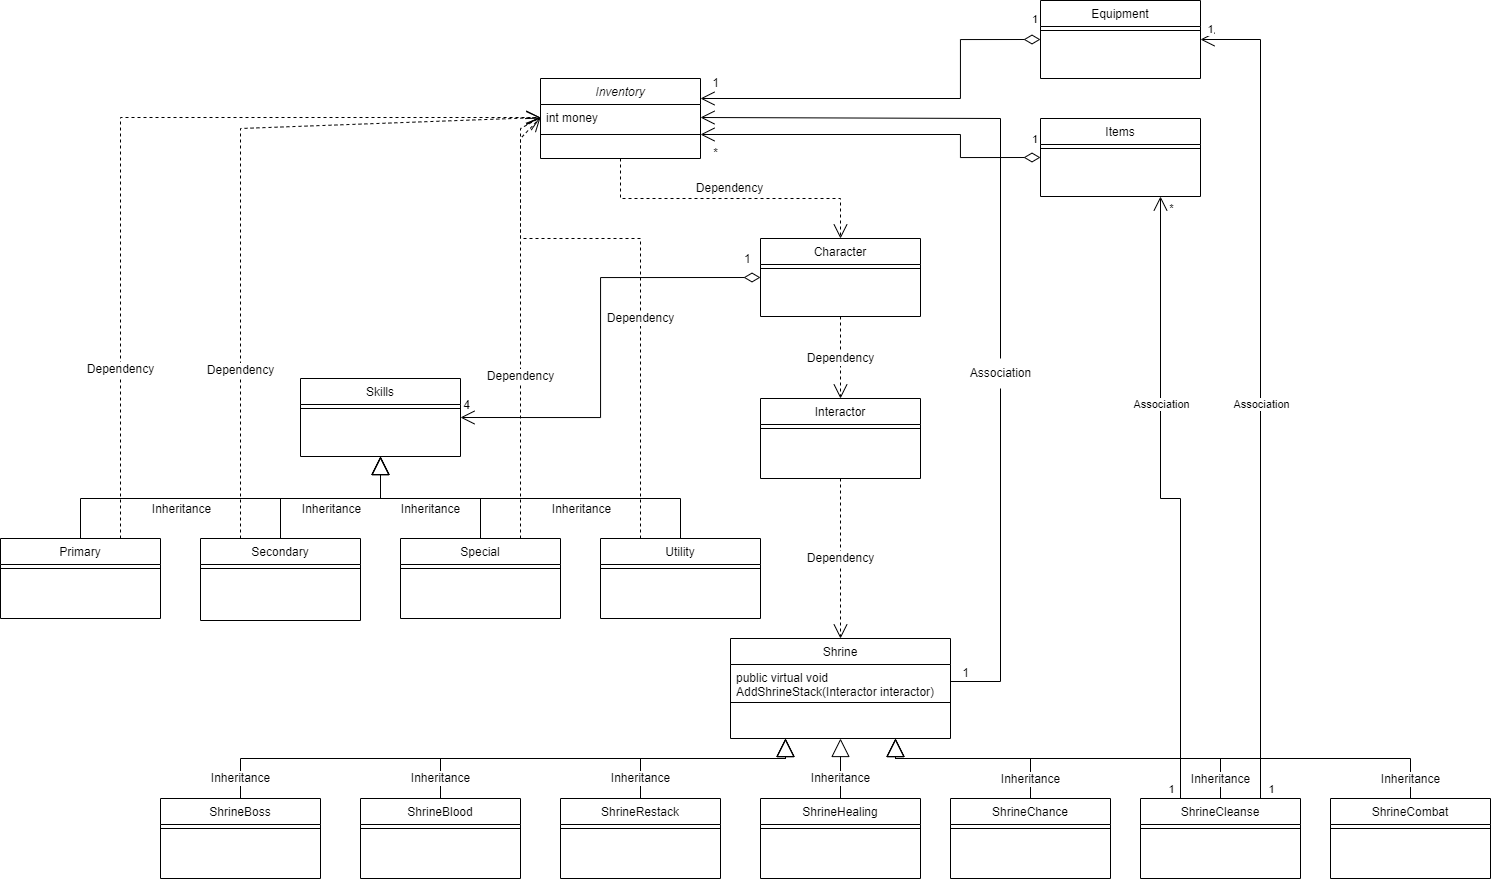 Equipment
1
1,
Inventory
1
int money
Items
1
*
*
Dependency
Character
1
Dependency
Dependency
Dependency
Dependency
Dependency
Association
Skills
4
Interactor
Association
Association
Inheritance
Inheritance
Inheritance
Inheritance
Primary
Secondary
Special
Utility
Dependency
Shrine
public virtual void
AddShrineStack(Interactor interactor)
1
Inheritance
Inheritance
Inheritance
Inheritance
Inheritance
Inheritance
Inheritance
1
1
ShrineBoss
ShrineBlood
ShrineRestack
ShrineHealing
ShrineChance
ShrineCleanse
ShrineCombat